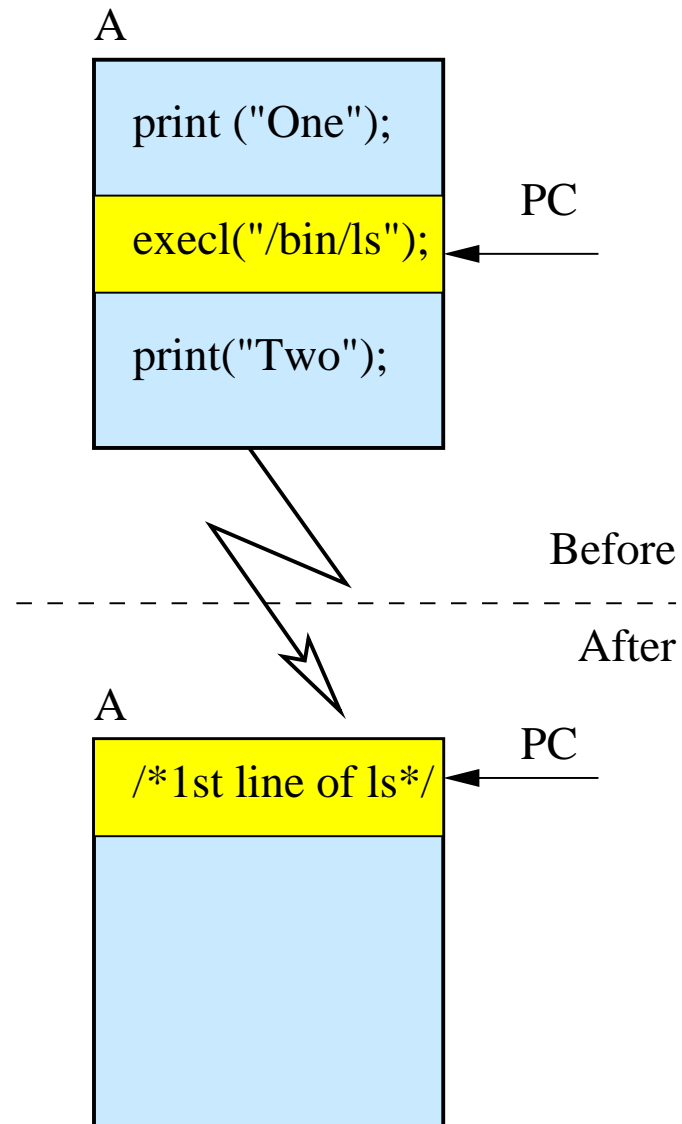 A
print ("One");
PC
execl("/bin/ls");
print("Two");
Before
After
A
PC
/*1st line of ls*/